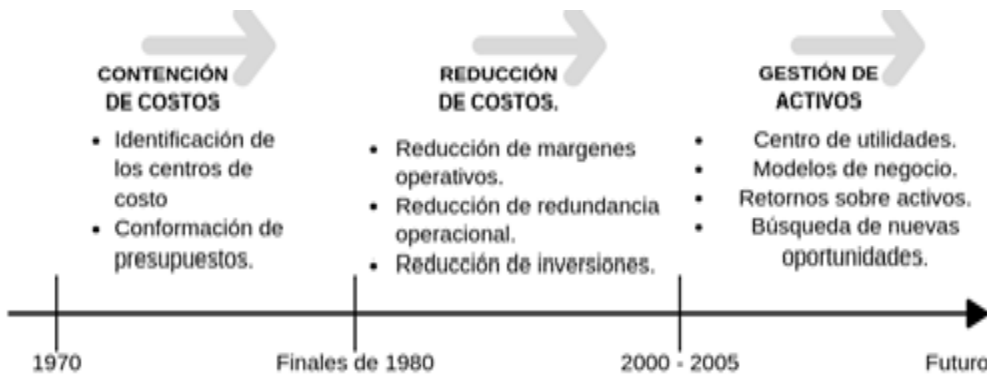 CONTENCIÓN
DE COSTOS
• Identificación de
los centros de
costo
• Conformación de
presupuestos.
REDUCCIÓN
DE COSTOS.
• Reducción de margenes
operativos.
• Reducción de redundancia
operacional.
• Reducción de inversiones.
GESTIÓN DE
ACTIVOS
• Centro de utilidades.
• Modelos de negocio.
• Retornos sobre activos.
• Búsqueda de nuevas
oportunidades.
1970
Finales de 1980
2000 - 2005
Futuro